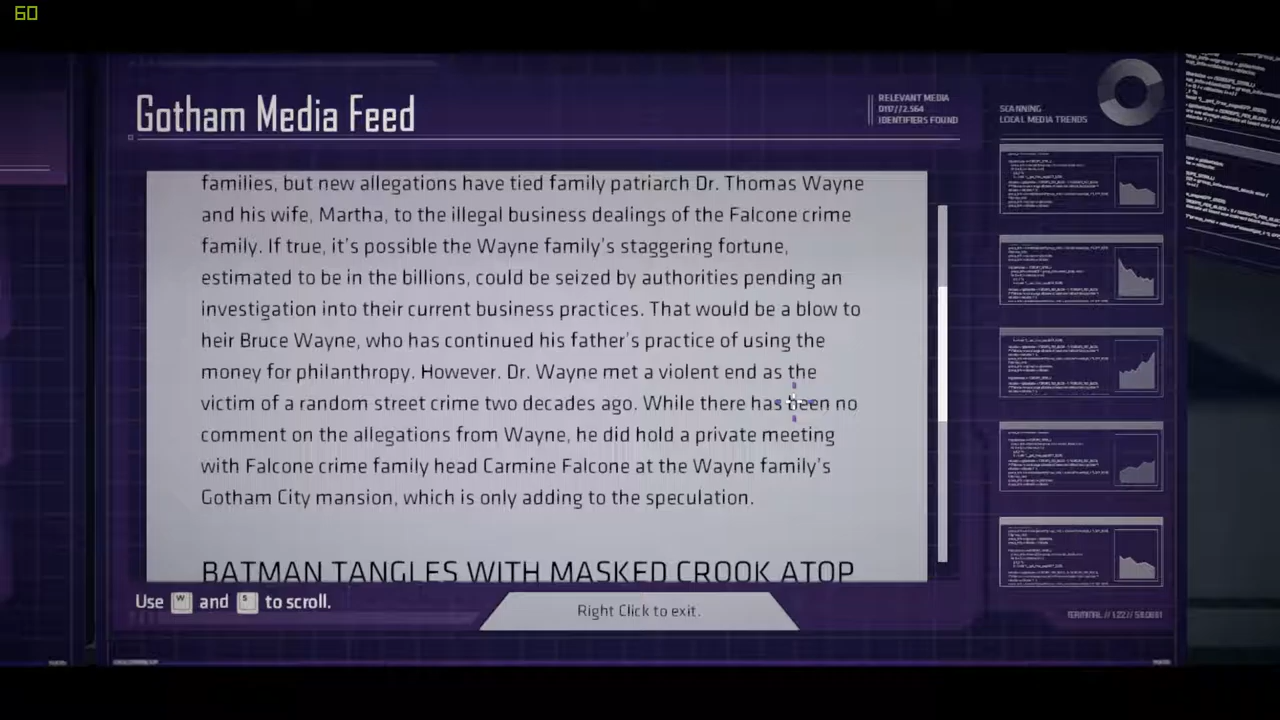 60
Gotham Media Feed
RELEVANT MEDIA
IDENTIFIERS FOUND
SCANNING
LOCAL MEDIA TRENDS
families, but new allegations have tied family patriarch Dr. Thomas Wayne
and his wife, Martha, to the illegal business dealings of the Falcone crime
family. If true, it's possible the Wayne family's staggering fortune,
estimated to be in the billions, could be seized by authorities pending an
investigation into their current business practices. That would be a blow to
heir Bruce Wayne, who has continued his father's practice of using the
money for philanthropy. However, Dr. Wayne met a violent end as the
victim of a random street crime two decades ago. While there has been no
comment on the allegations from Wayne, he did hold a private meeting
with Falcone crime family head Carmine Falcone at the Wayne family's
Gotham City mansion, which is only adding to the speculation.
BATMAN TANGLES WITH MASKED CROOK ATOP
Use W and S to scroll.
Right Click to exit.